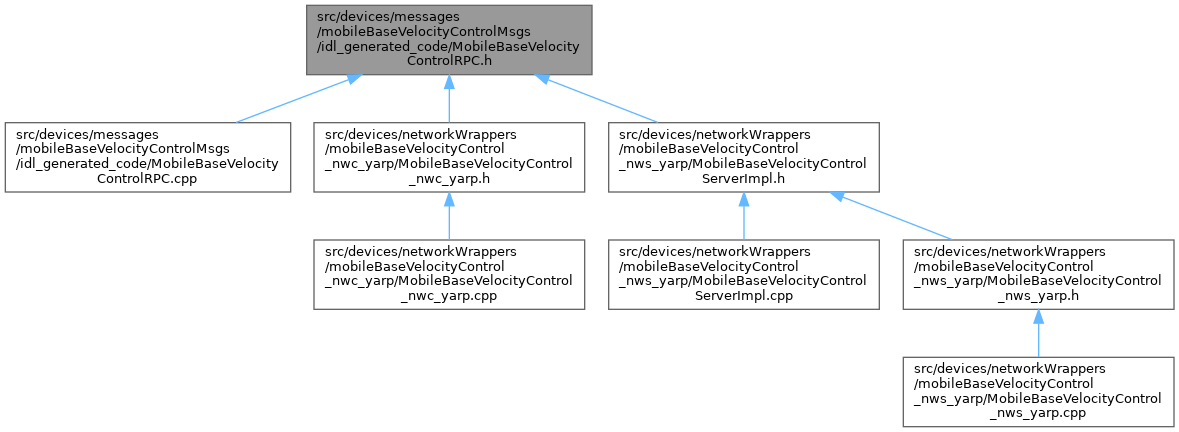 src/devices/messages
/mobileBaseVelocityControlMsgs
/idl_generated_code/MobileBaseVelocity
ControlRPC.h
src/devices/messages
/mobileBaseVelocityControlMsgs
/idl_generated_code/MobileBaseVelocity
ControlRPC.cpp
src/devices/networkWrappers
/mobileBaseVelocityControl
_nwc_yarp/MobileBaseVelocityControl
_nwc_yarp.h
src/devices/networkWrappers
/mobileBaseVelocityControl
_nws_yarp/MobileBaseVelocityControl
ServerImpl.h
src/devices/networkWrappers
/mobileBaseVelocityControl
_nwc_yarp/MobileBaseVelocityControl
_nwc_yarp.cpp
src/devices/networkWrappers
/mobileBaseVelocityControl
_nws_yarp/MobileBaseVelocityControl
ServerImpl.cpp
src/devices/networkWrappers
/mobileBaseVelocityControl
_nws_yarp/MobileBaseVelocityControl
_nws_yarp.h
src/devices/networkWrappers
/mobileBaseVelocityControl
_nws_yarp/MobileBaseVelocityControl
_nws_yarp.cpp